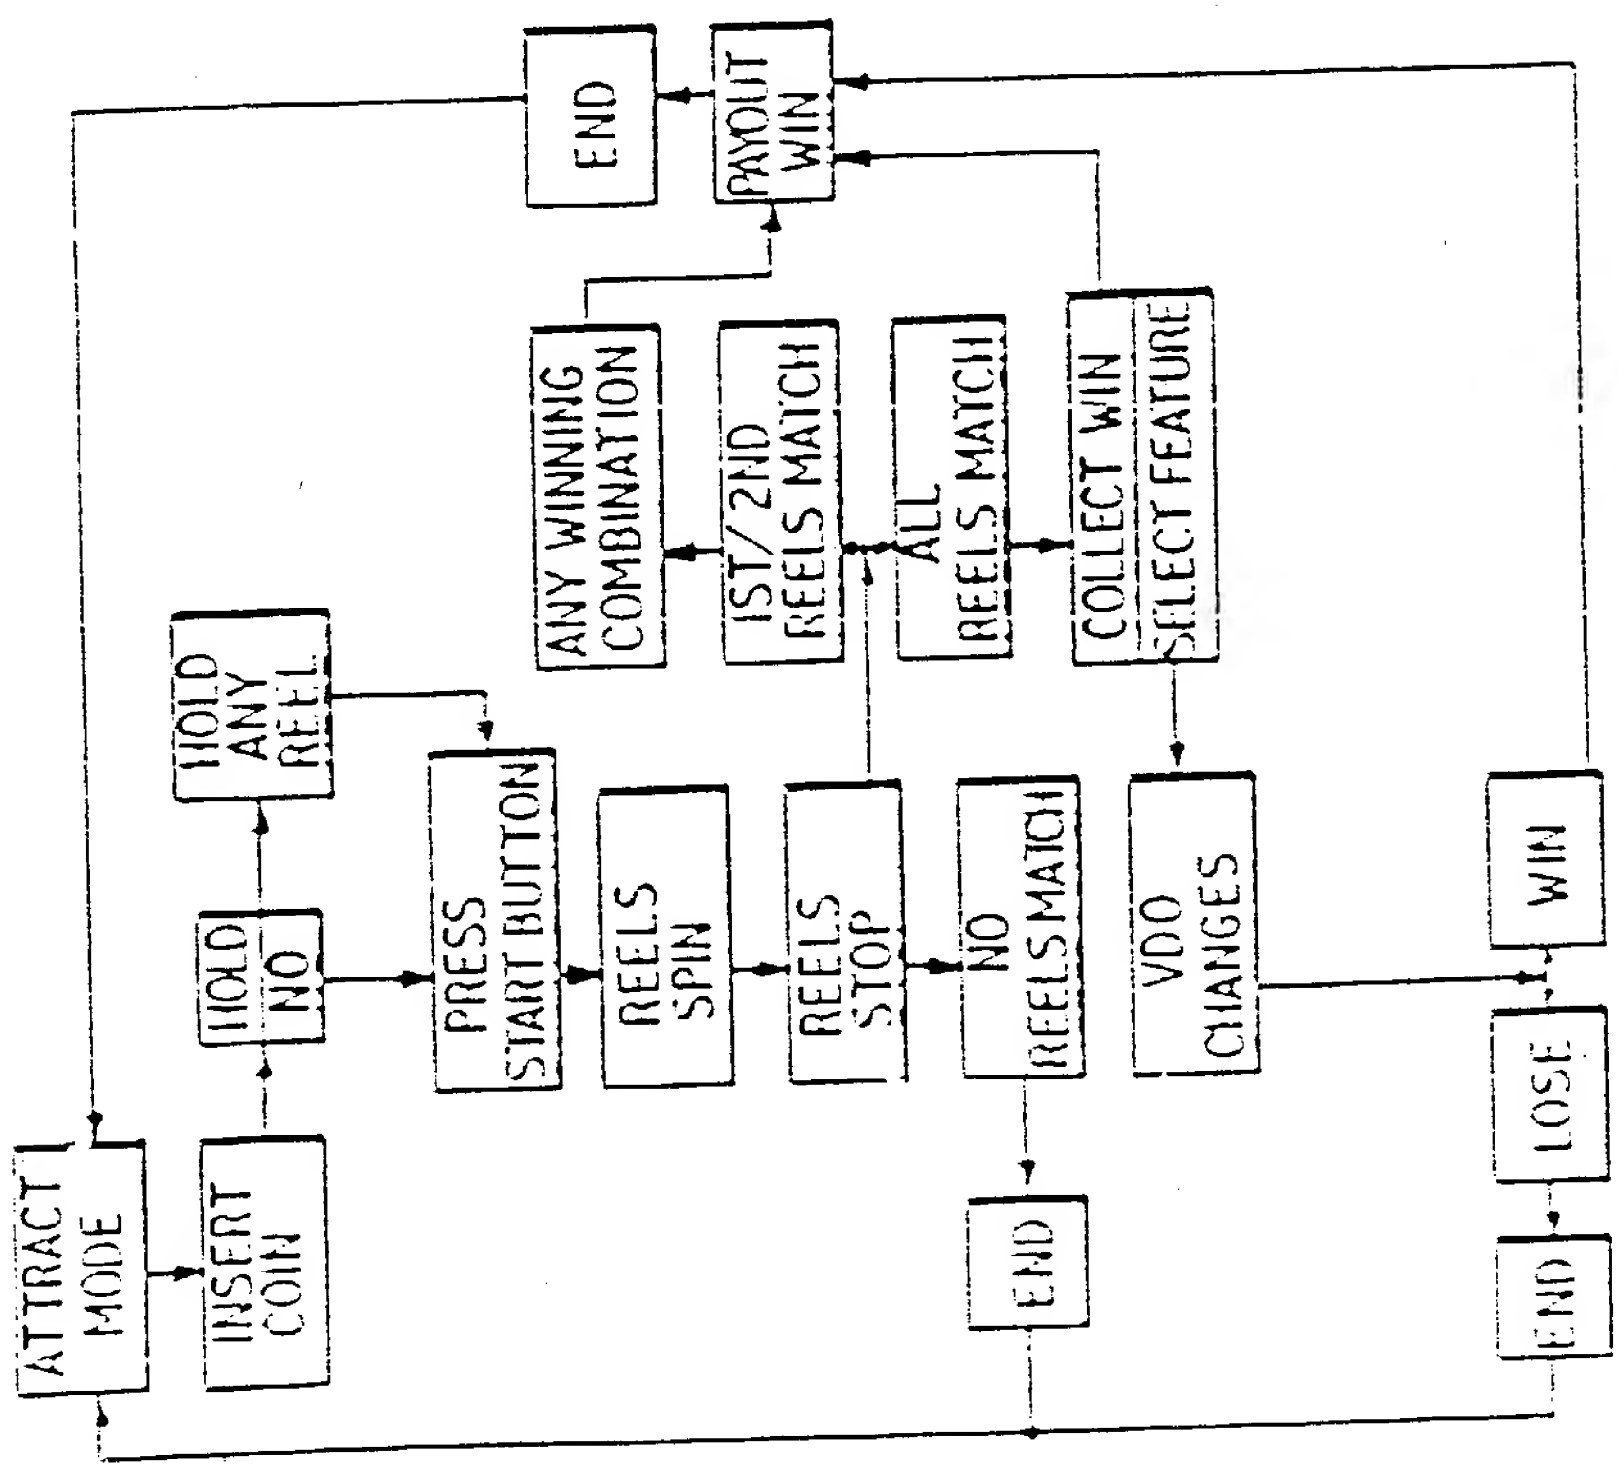 ATTRACT
MODE
INSERT
COIN
HOLD
NO
HOLD
ANY
REEL
PRESS
START BUTTON
REELS
SPIN
REELS
STOP
NO
REELS MATCH
END
ANY WINNING
COMBINATION
1ST/2ND
REELS MATCH
ALL
REELS MATCH
COLLECT WIN
SELECT FEATURE
PAYOUT
WIN
END
VDO
CHANGES
WIN
LOSE
END